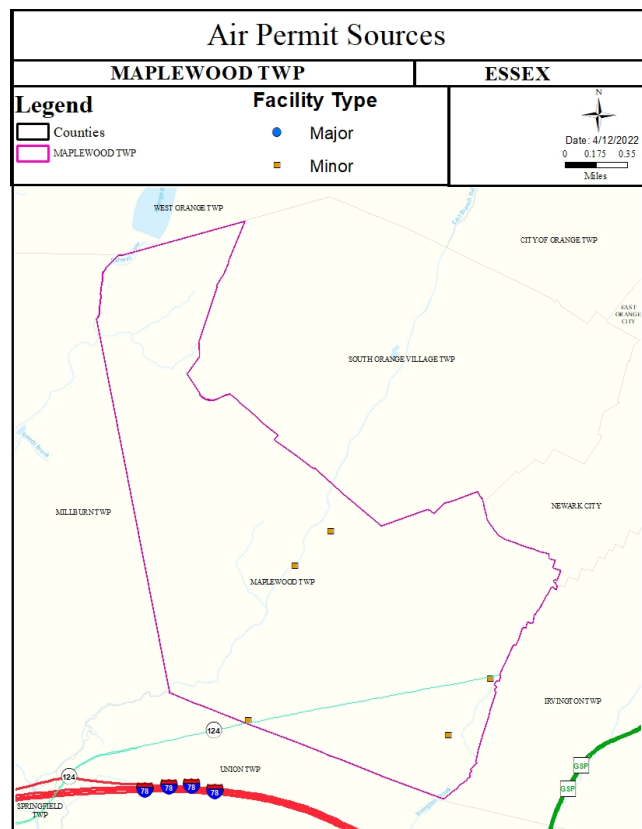 Air Permit Sources
MAPLEWOOD TWP
ESSEX
Legend
Counties
MAPLEWOOD TWP
Facility Type
Major
Minor
N
Date: 4/12/2022
0 0.175 0.35
Miles
WEST ORANGE TWP
CITY OF ORANGE TWP
EAST
ORANGE
CITY
SOUTH ORANGE VILLAGE TWP
MILLBURN TWP
NEWARK CITY
MAPLEWOOD TWP
IRVINGTON TWP
124
UNION TWP
124
78
78
78
78
GSP
GSP
SPRINGFIELD
TWP